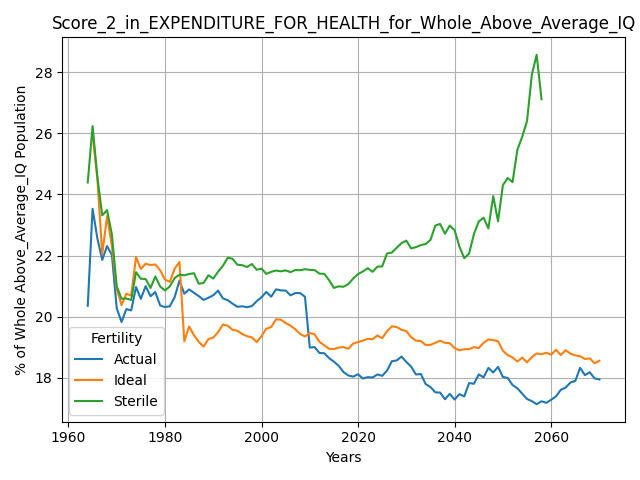 Score_2_in_EXPENDITURE_FOR_HEALTH_for_Whole_Above_Average_IQ
% of Whole Above_Average_IQ Population
28
26
24
22
20
18
Fertility
Actual
Ideal
Sterile
1960
1980
2000
2020
2040
2060
Years